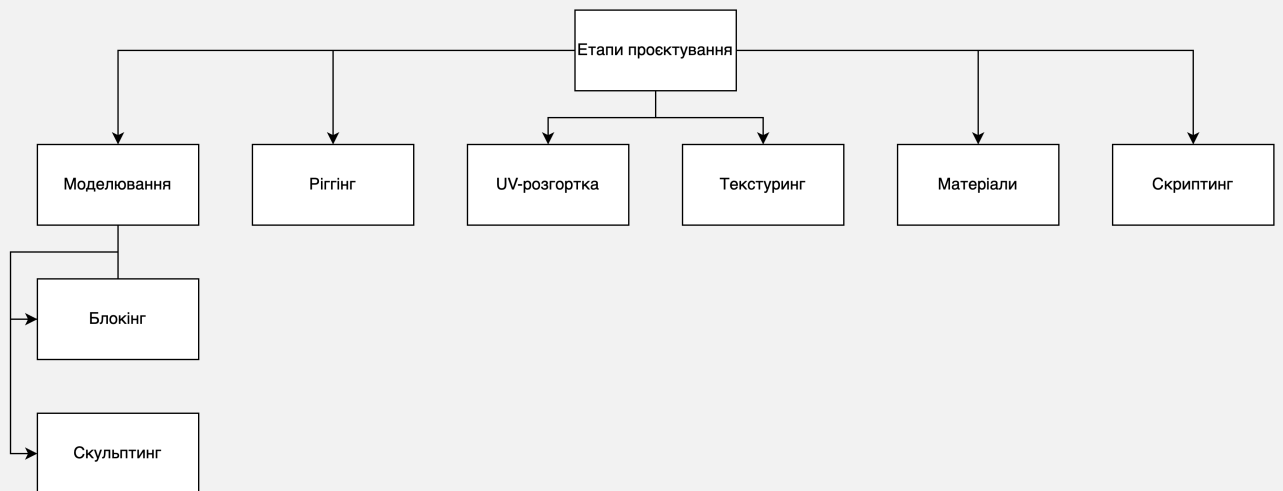 Етапи проєктування
Моделювання
Ріггінг
UV-розгортка
Текстуринг
Матеріали
Скриптинг
Блокінг
Скульптинг